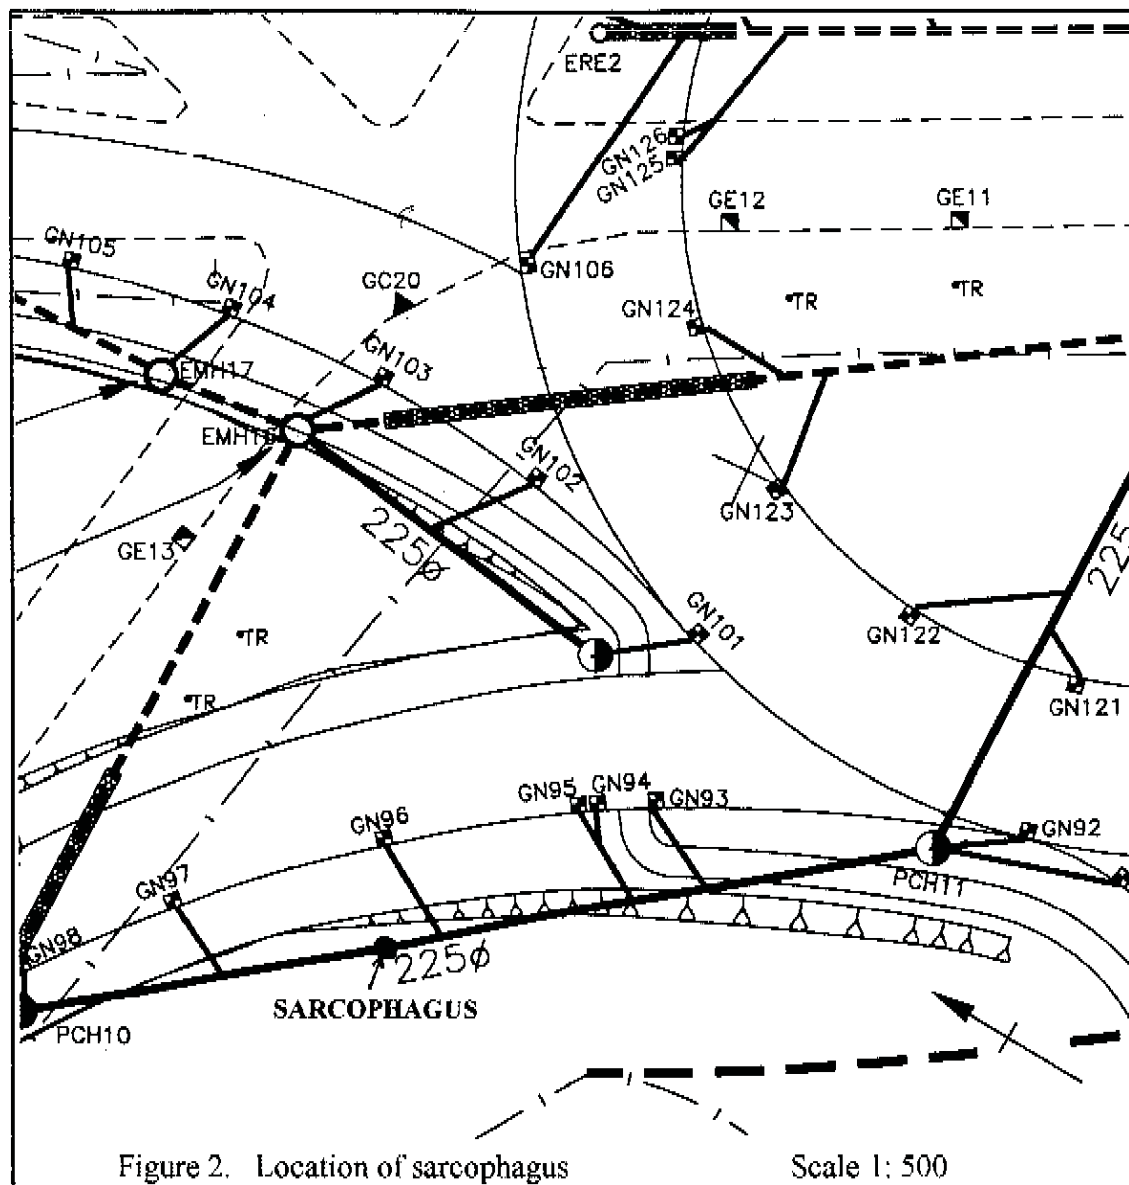 ERE2
GN126
GN125
GE12
GE11
GN105
GN106
GC20
GN104
TR
TR
GN124
GN103
EMH17
EMH16
GN102
225ø
GN123
GE13
225
TR
GN101
GN122
TR
GN121
GN95
GN94
GN93
GN96
GN92
PCH11
GN97
GN98
225ø
SARCOPHAGUS
PCH10
Figure 2. Location of sarcophagus
Scale 1: 500